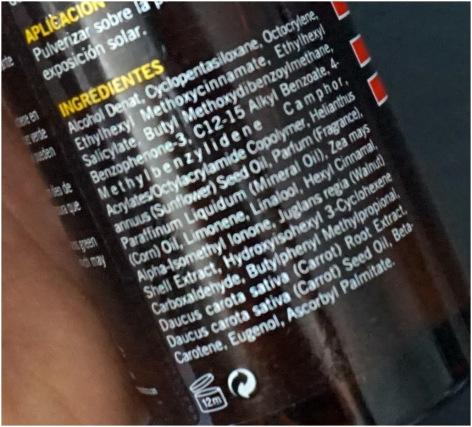 APLICACIÓN
Pulverizar sobre la p
exposición solar.
INGREDIENTES
Alcohol Denat, Cyclopentasiloxane, Octocrylene,
Ethylhexyl Methoxycinnamate, Ethylhexyl
Salicylate, Butyl Methoxydibenzoylmethane,
Benzophenone-3, C12-15 Alkyl Benzoate, 4-
Methylbenzylidene Camphor,
Acrylates/Octylacrylamide Copolymer, Helianthus
annuus (Sunflower) Seed Oil, Parfum (Fragrance),
Paraffinum Liquidum (Mineral Oil), Zea mays
(Corn) Oil, Limonene, Linalool, Hexyl Cinnamal,
Alpha-Isomethyl Ionone, Juglans regia (Walnut)
Shell Extract, Hydroxyisohexyl 3-Cyclohexene
Carboxaldehyde, Butylphenyl Methylpropional,
Daucus carota sativa (Carrot) Root Extract,
Daucus carota sativa (Carrot) Seed Oil, Beta-
Carotene, Eugenol, Ascorbyl Palmitate.
12m
green
may